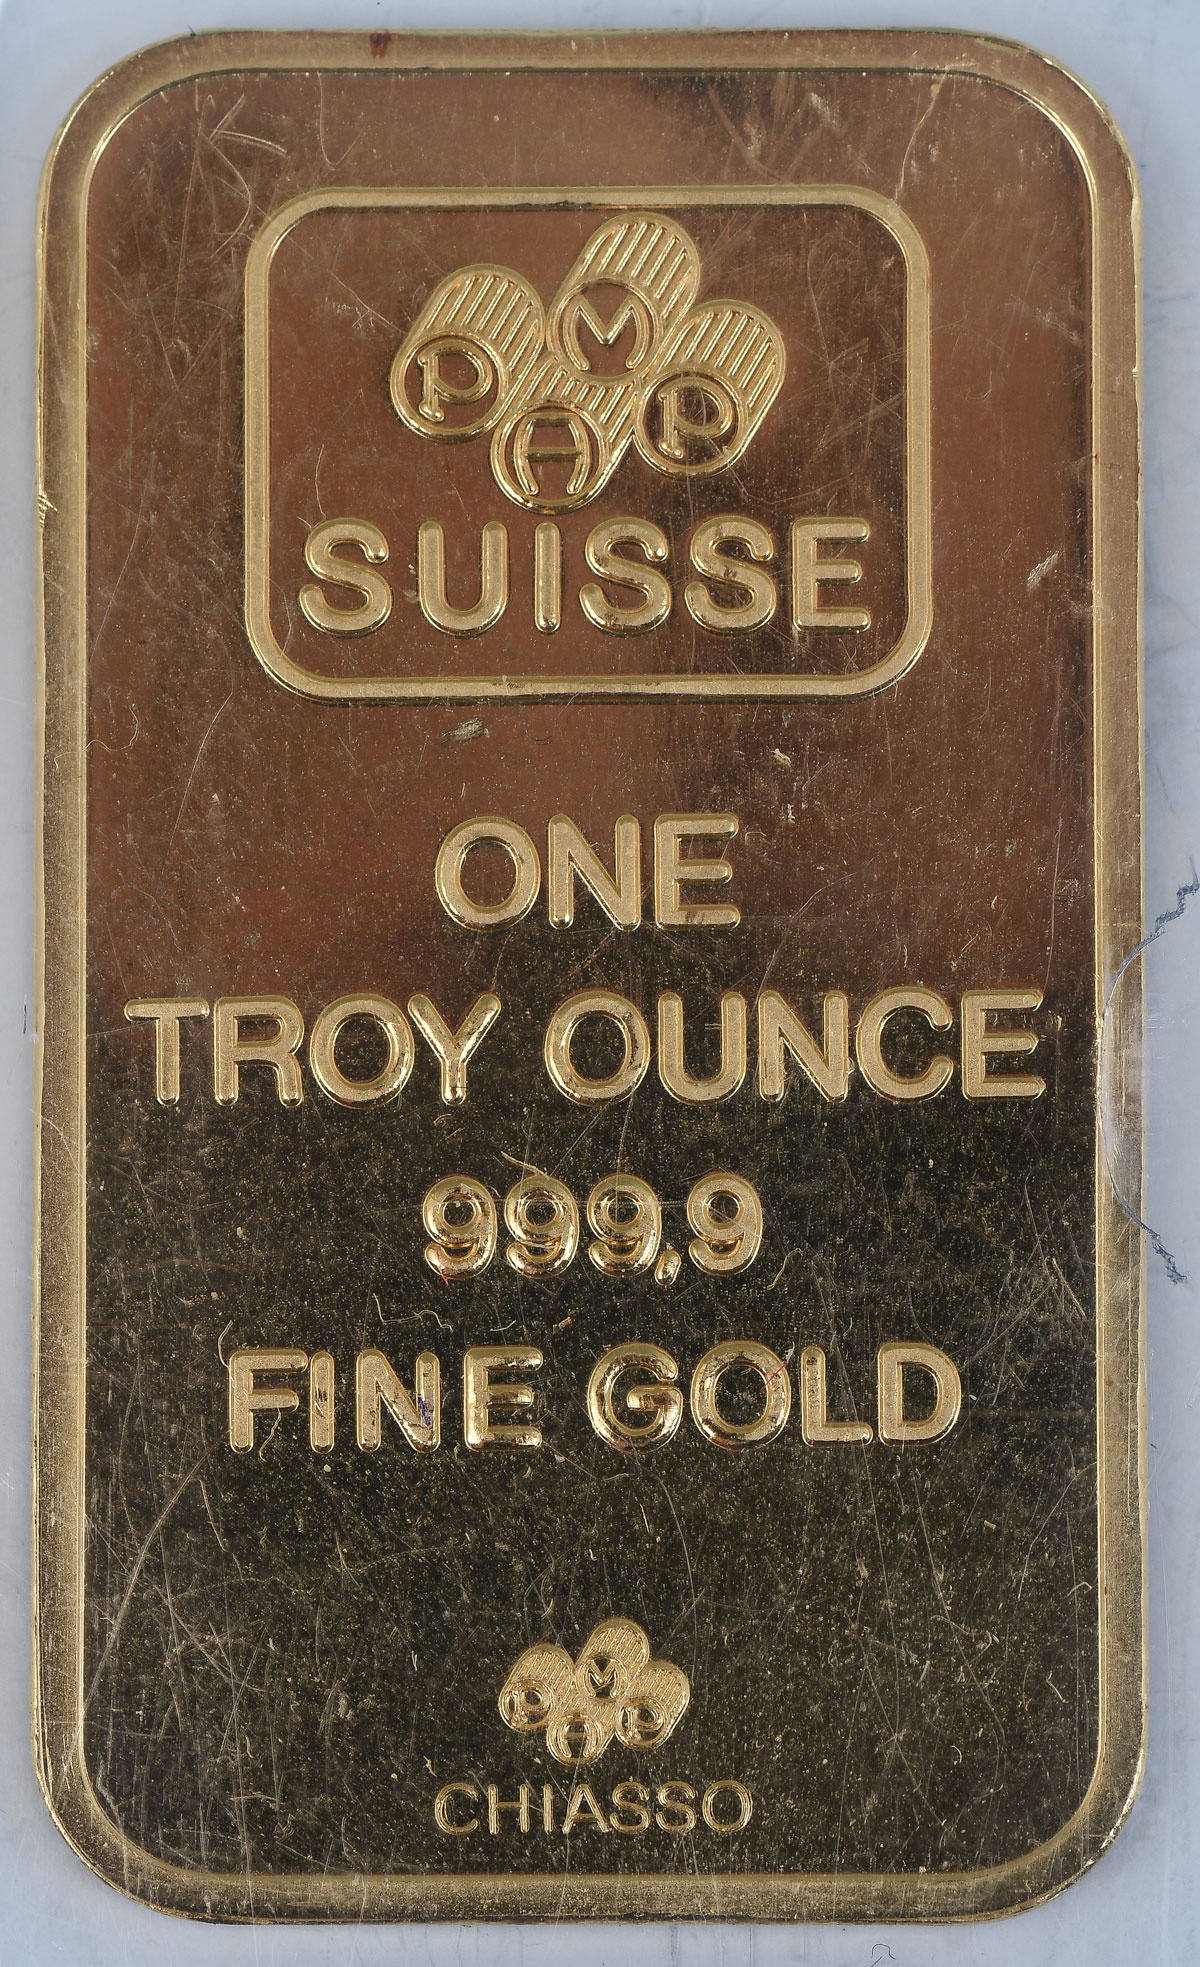 PAMP
SUISSE
ONE
TROY OUNCE
999,9
FINE GOLD
PAMP
CHIASSO